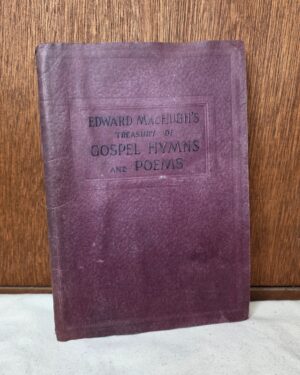 EDWARD MacHUGH'S
TREASURY OF
GOSPEL HYMNS
AND POEMS